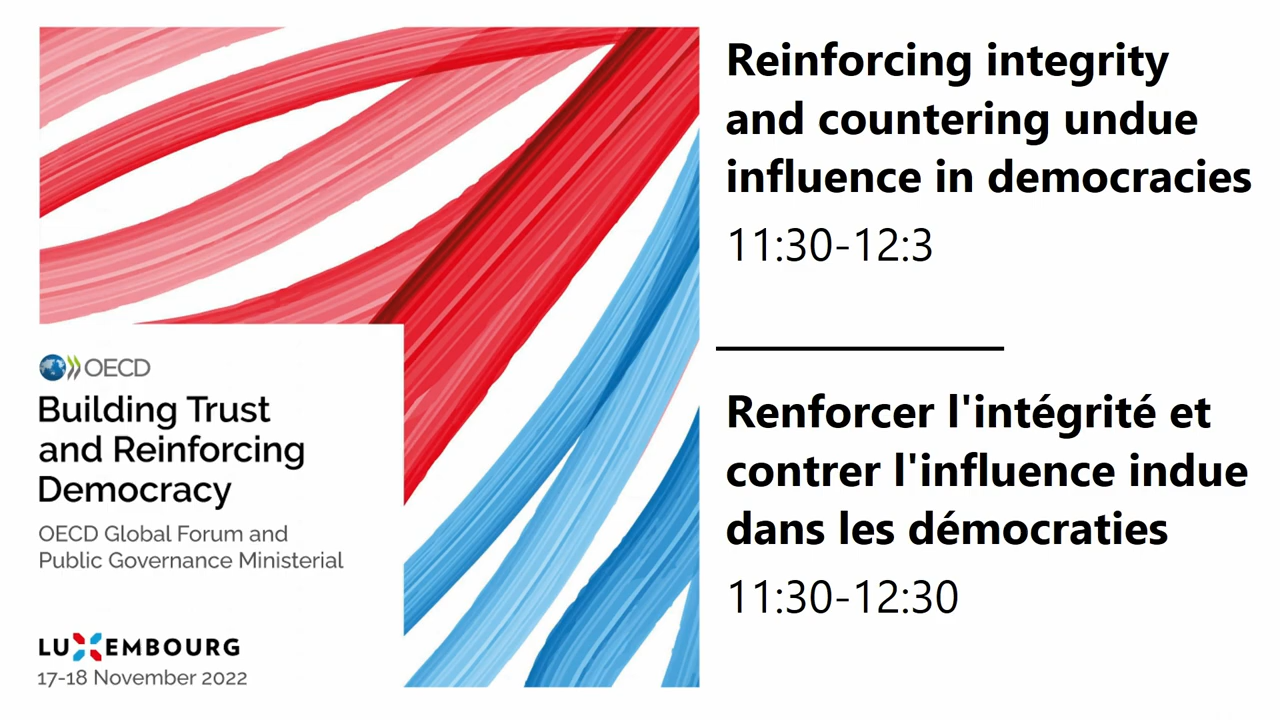 OECD
Building Trust
and Reinforcing
Democracy
OECD Global Forum and
Public Governance Ministerial
LUXEMBOURG
17-18 November 2022
Reinforcing integrity
and countering undue
influence in democracies
11:30-12:3
Renforcer l'intégrité et
contrer l'influence indue
dans les démocraties
11:30-12:30